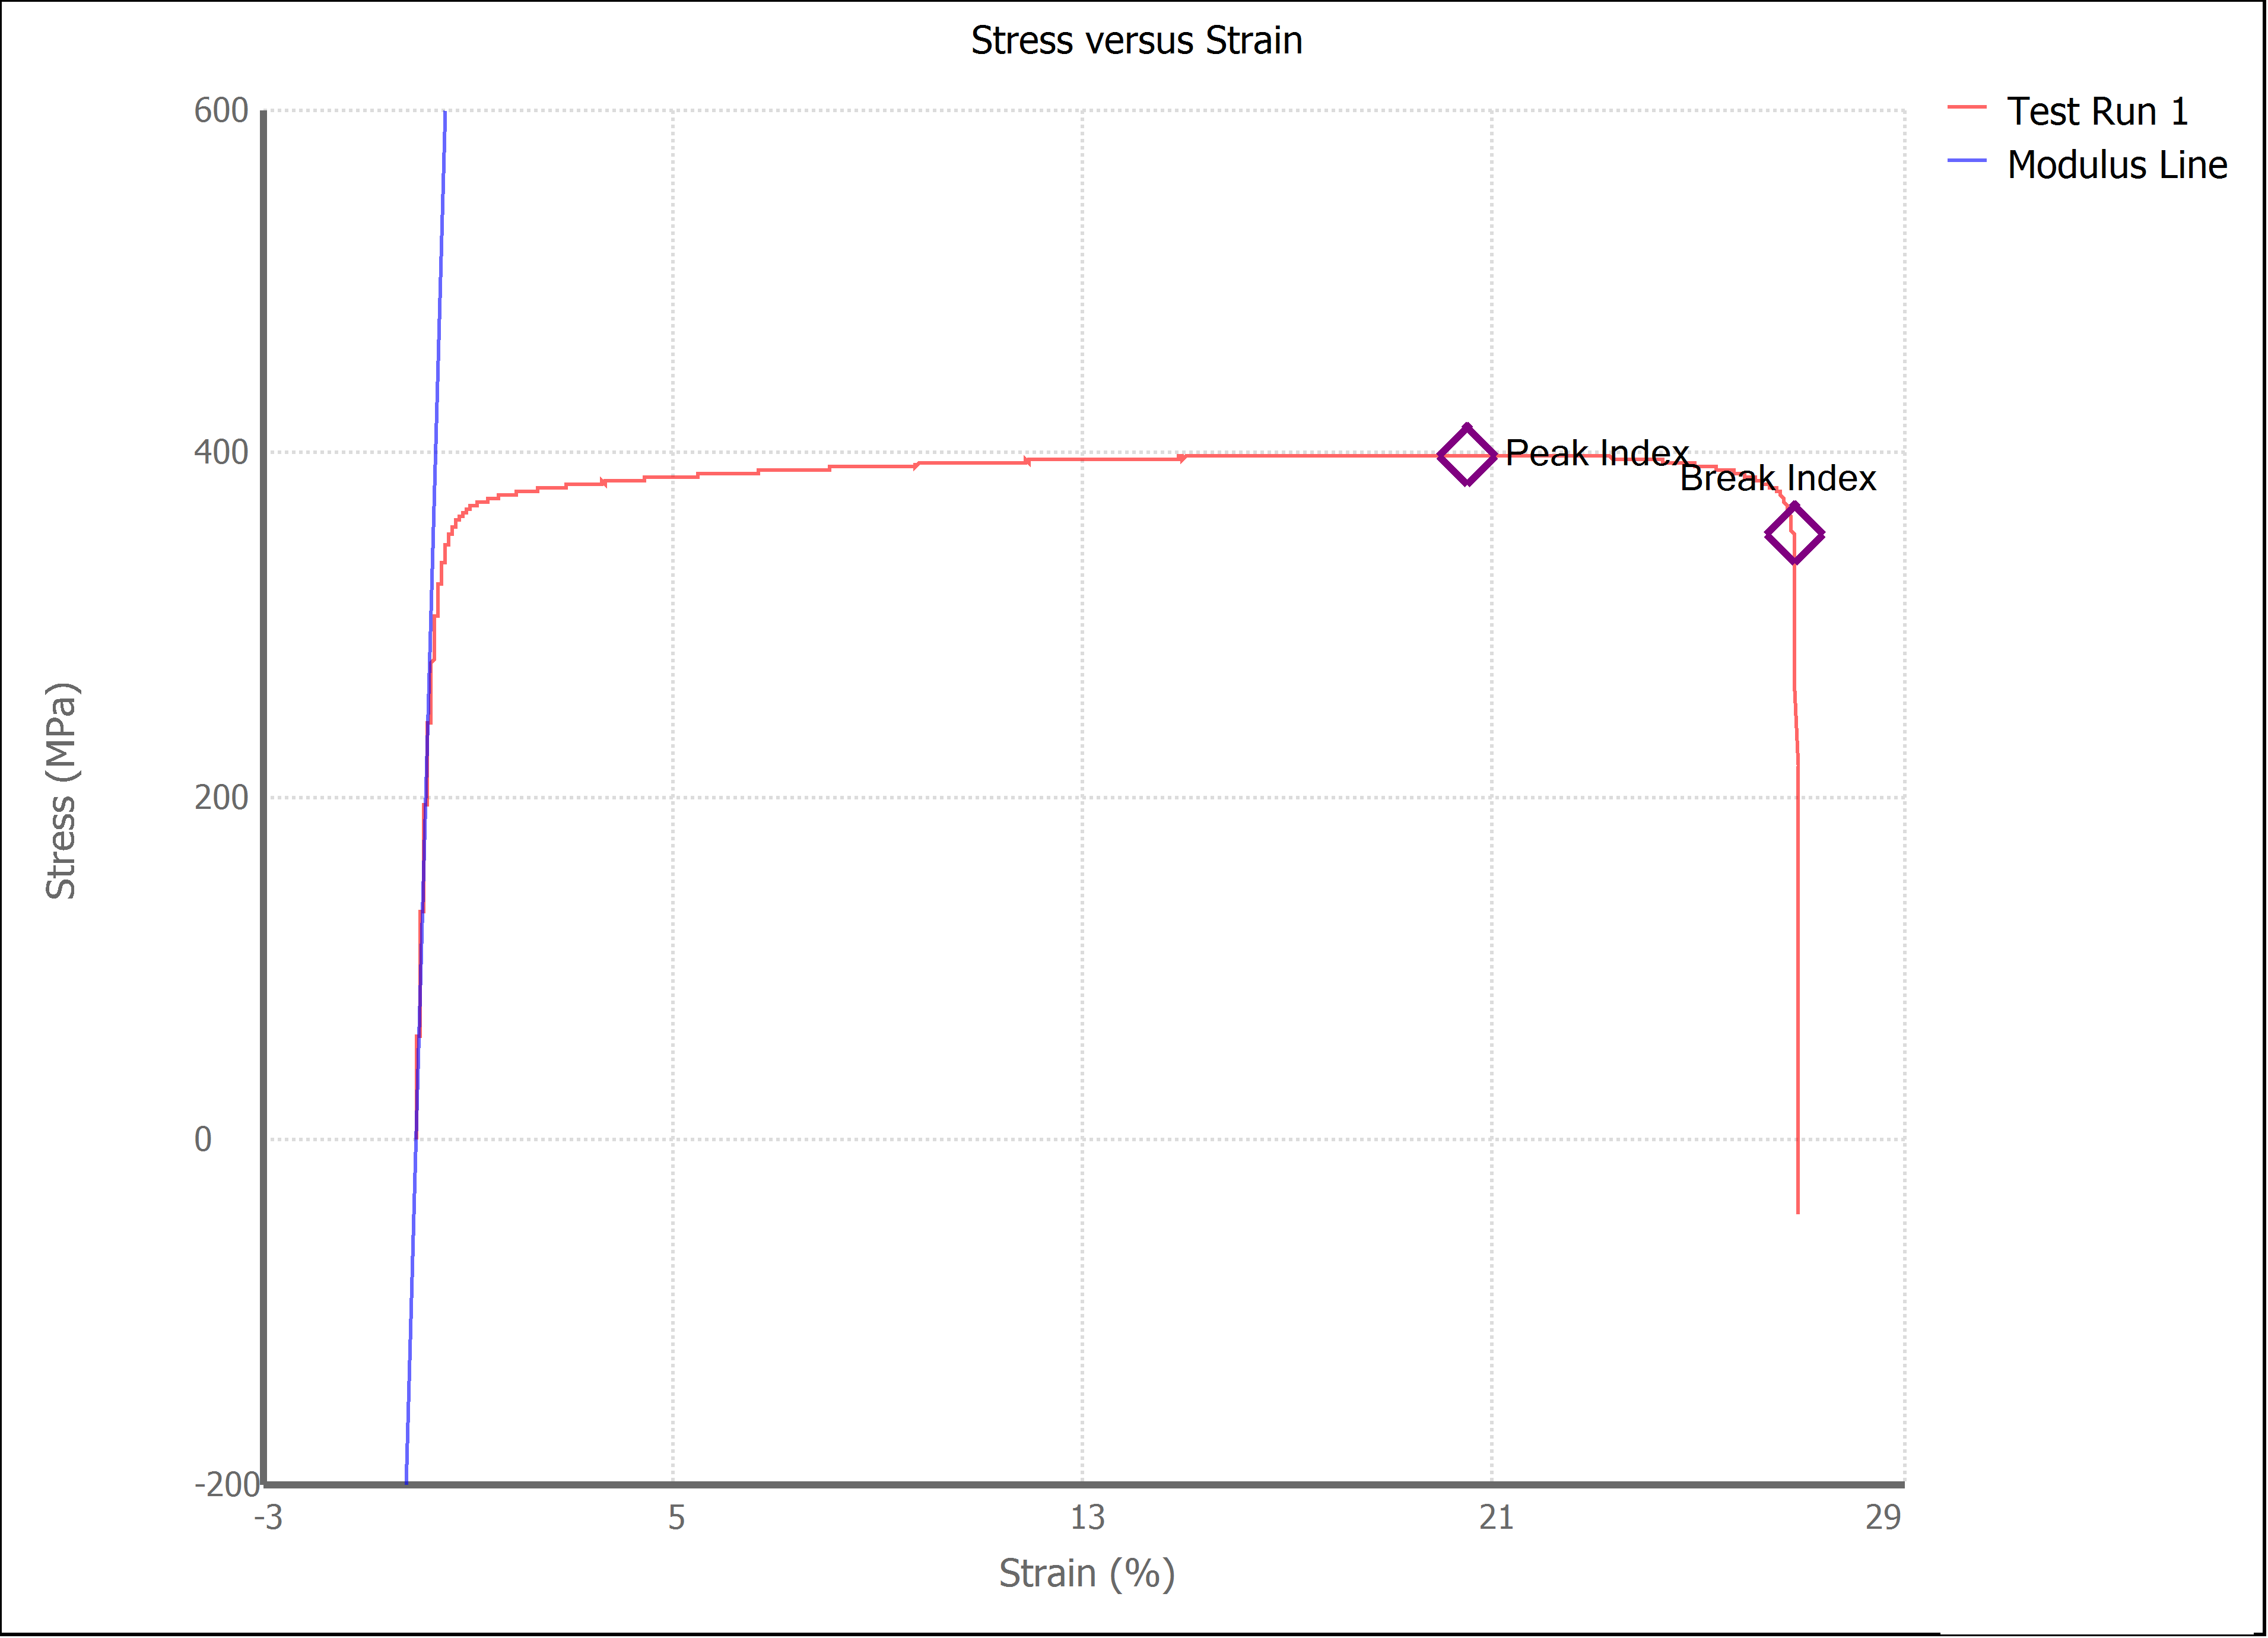 Stress versus Strain
Test Run 1
Modulus Line
600
400
200
0
-200
Stress (MPa)
Peak Index
Break Index
-3 5 13 21 29
Strain (%)